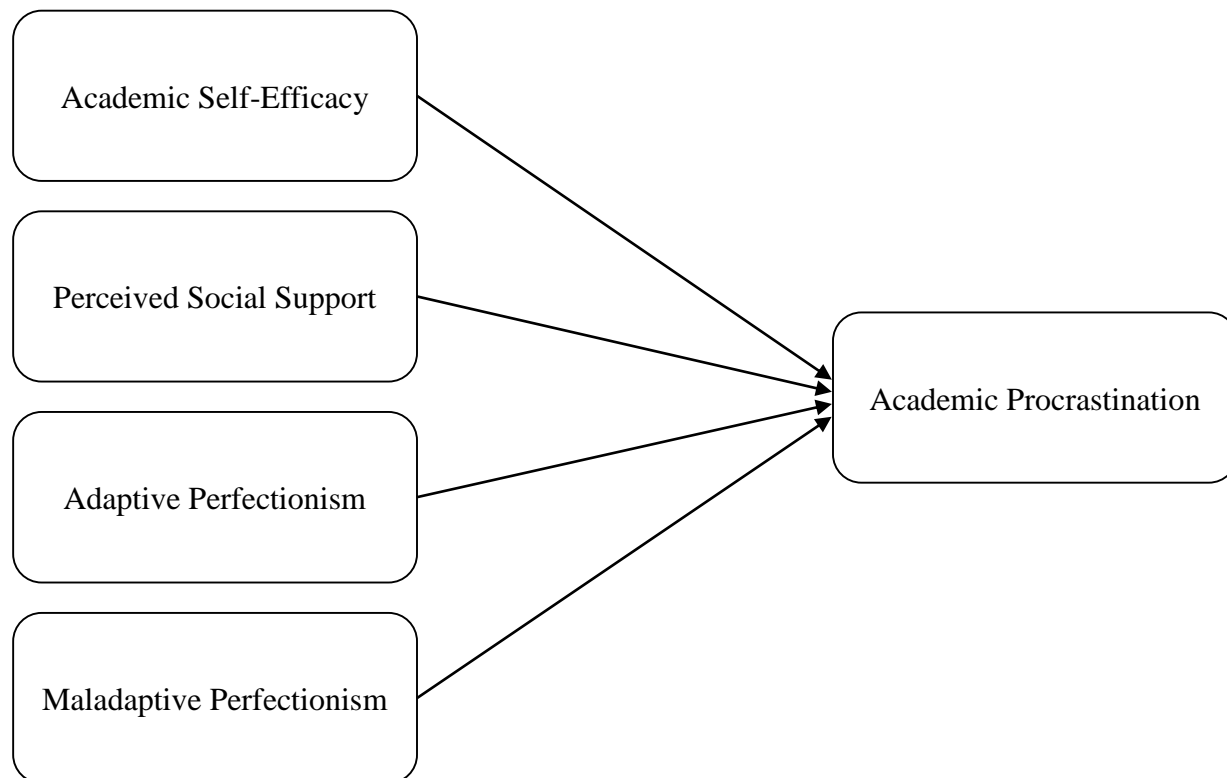 Academic Self-Efficacy
Perceived Social Support
Adaptive Perfectionism
Maladaptive Perfectionism
Academic Procrastination